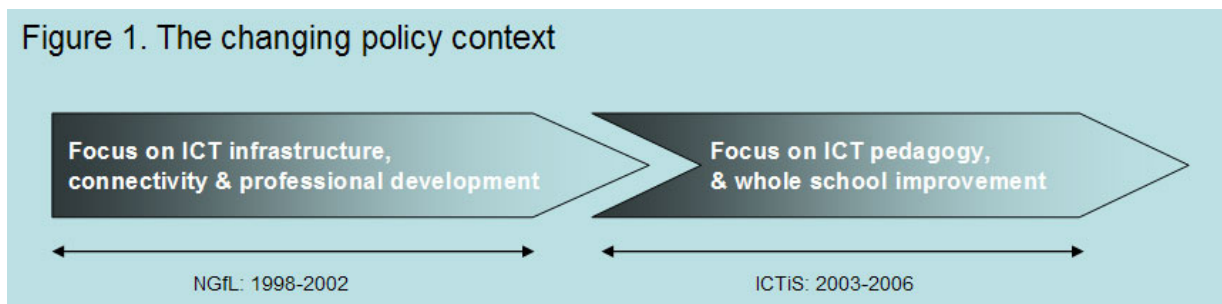 Figure 1. The changing policy context
Focus on ICT infrastructure,
connectivity & professional development
Focus on ICT pedagogy,
& whole school improvement
NGfL: 1998-2002
ICTiS: 2003-2006